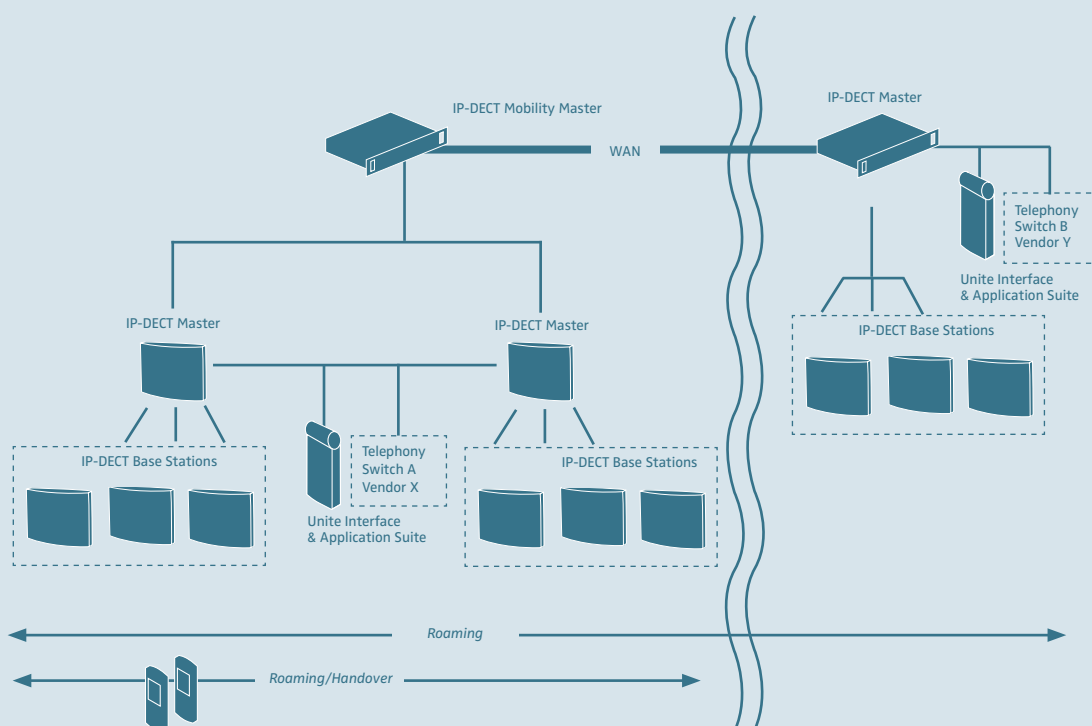 IP-DECT Mobility Master
IP-DECT Master
WAN
Telephony
Switch B
Vendor Y
Unite Interface
& Application Suite
IP-DECT Master
IP-DECT Master
IP-DECT Base Stations
Telephony
Switch A
Vendor X
IP-DECT Base Stations
IP-DECT Base Stations
Unite Interface
& Application Suite
Roaming
Roaming/Handover